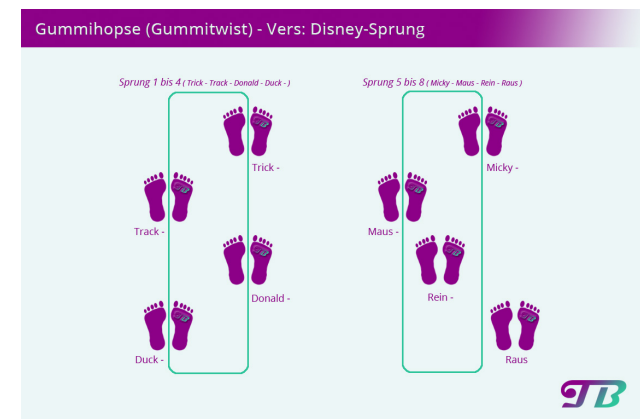 Gummihopse (Gummitwist) - Vers: Disney-Sprung
Sprung 1 bis 4 ( Trick - Track - Donald - Duck - )
Trick -
Track -
Donald -
Duck -
Sprung 5 bis 8 ( Micky - Maus - Rein - Raus )
Micky -
Maus -
Rein -
Raus
TB